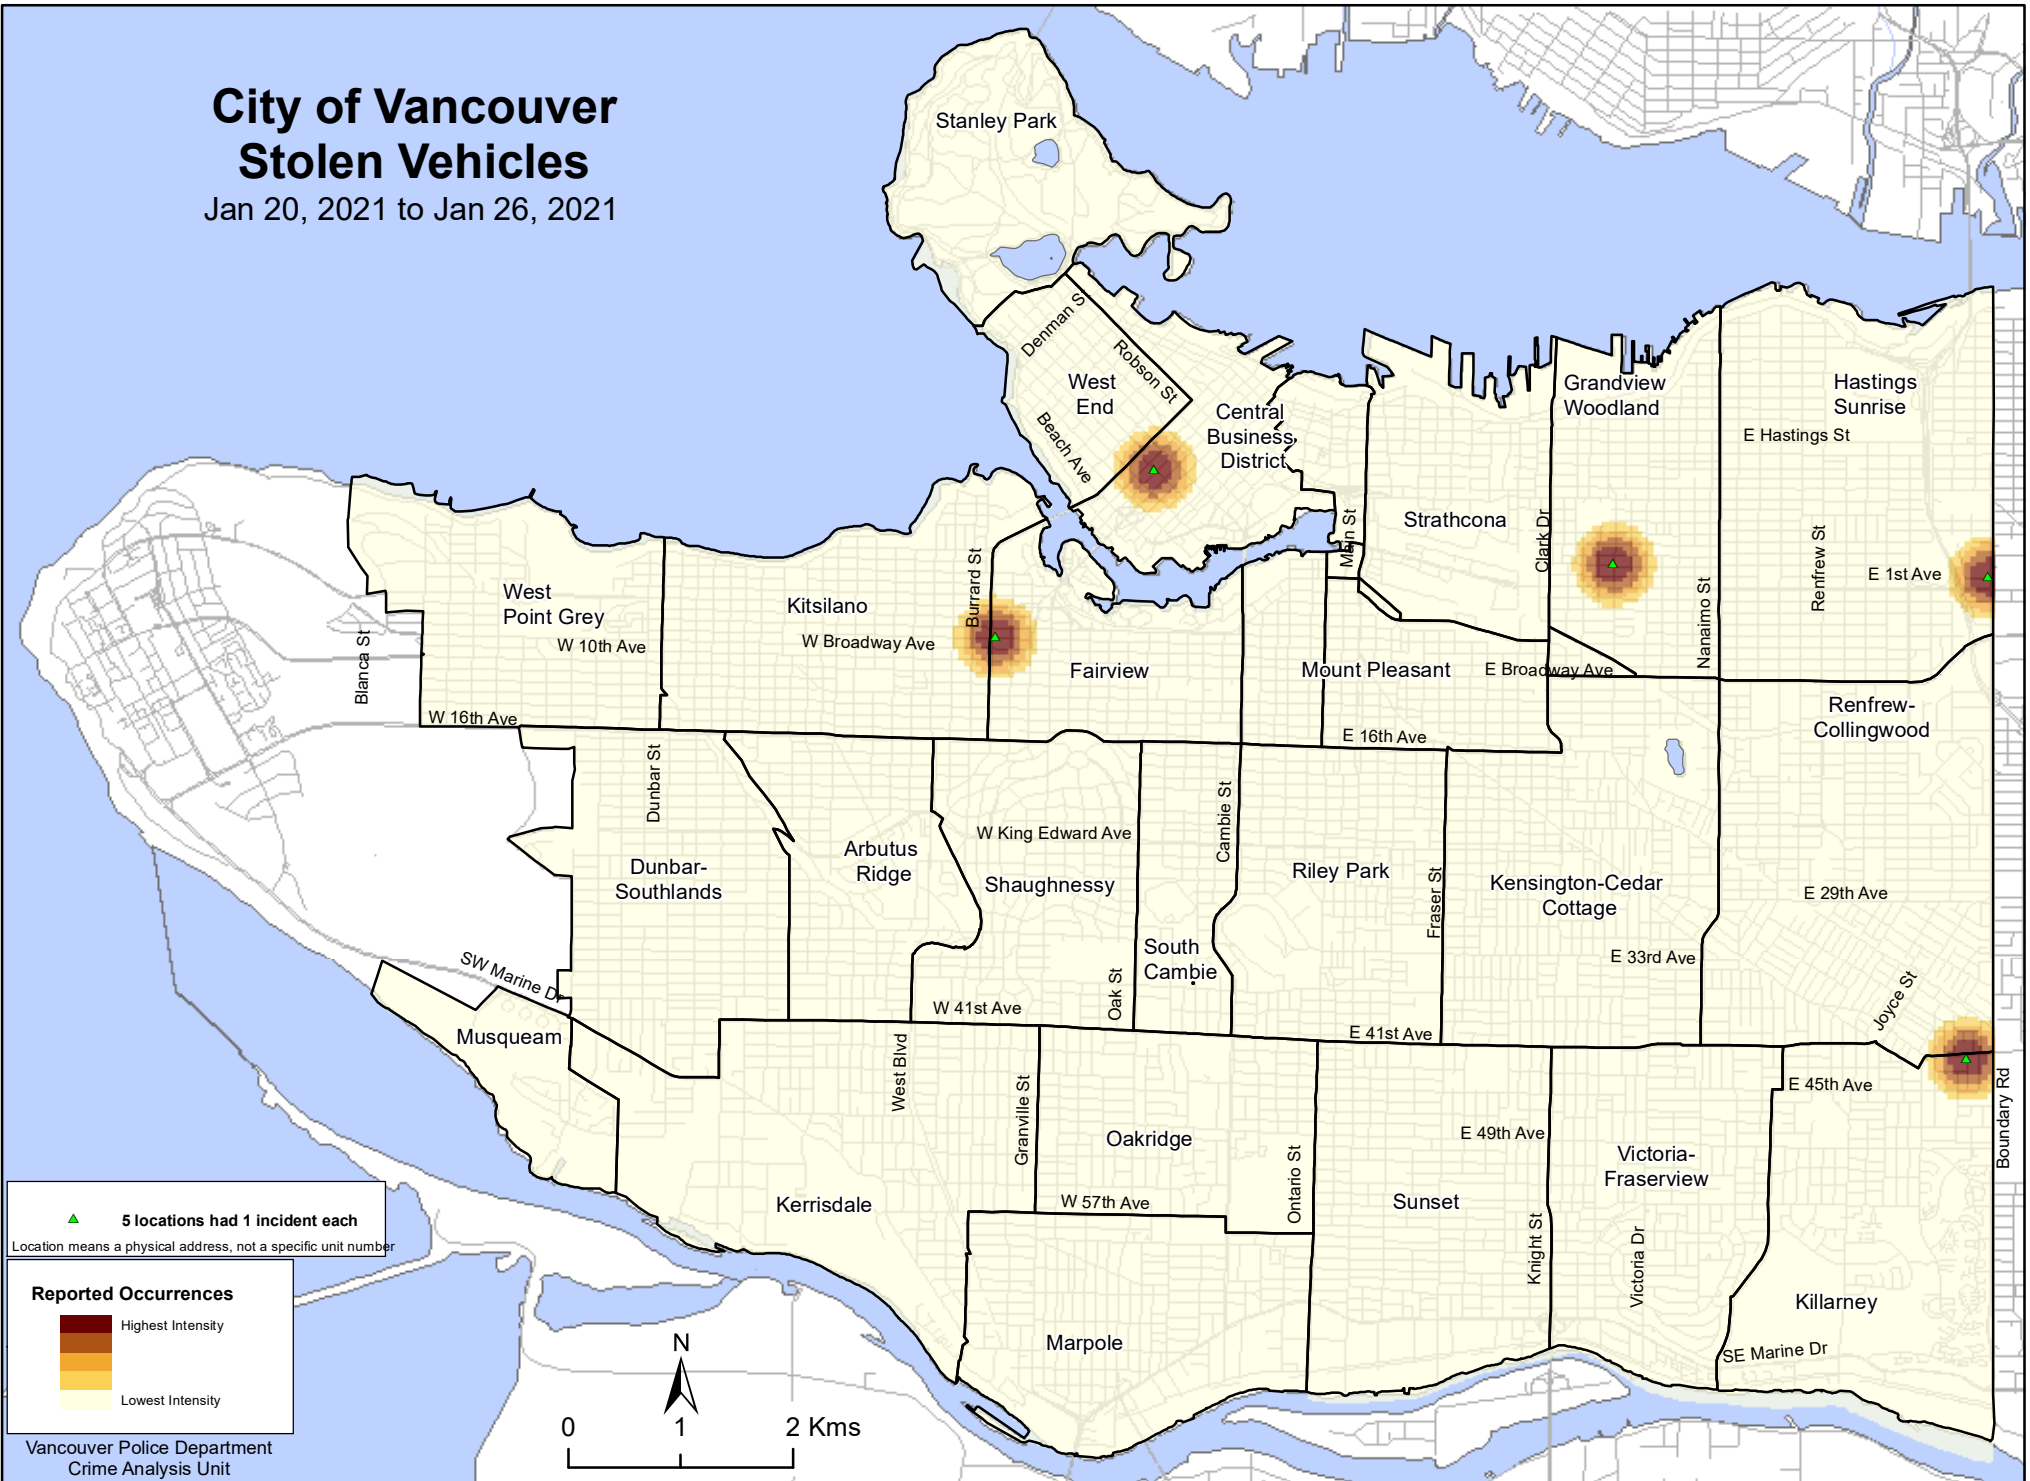 City of Vancouver
Stolen Vehicles
Jan 20, 2021 to Jan 26, 2021
Stanley Park
Denman S
Robson St
West
End
Beach Ave
Central
Business
District
Grandview
Woodland
Hastings
Sunrise
E Hastings St
Strathcona
Main St
Clark Dr
Nanaimo St
Renfrew St
E 1st Ave
West
Point Grey
W 10th Ave
Blanca St
W 16th Ave
Kitsilano
W Broadway Ave
Burrard St
Fairview
Mount Pleasant
E Broadway Ave
E 16th Ave
Renfrew-
Collingwood
Dunbar St
Dunbar-
Southlands
Arbutus
Ridge
W King Edward Ave
Shaughnessy
Cambie St
Riley Park
Fraser St
Kensington-Cedar
Cottage
E 29th Ave
E 33rd Ave
South
Cambie
Oak St
W 41st Ave
E 41st Ave
Joyce St
SW Marine Dr
Musqueam
West Blvd
Granville St
Oakridge
W 57th Ave
Ontario St
E 49th Ave
Sunset
Knight St
Victoria-
Fraserview
Victoria Dr
E 45th Ave
Boundary Rd
Killarney
SE Marine Dr
Kerrisdale
Marpole
5 locations had 1 incident each
Location means a physical address, not a specific unit number
Reported Occurrences
Highest Intensity
Lowest Intensity
Vancouver Police Department
Crime Analysis Unit
N
0 1 2 Kms